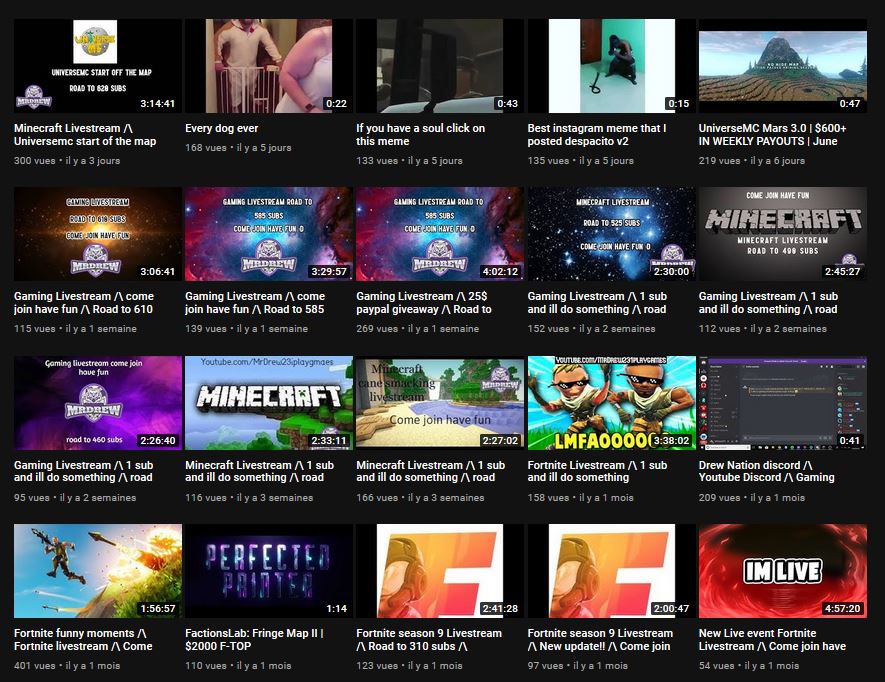 UNIVERSE
MC
UNIVERSEMC START OFF THE MAP
ROAD TO 620 SUBS
MRDREW
3:14:41
Minecraft Livestream /\
Universemc start of the map
300 vues • il y a 3 jours
0:22
Every dog ever
168 vues • il y a 5 jours
0:43
If you have a soul click on
this meme
133 vues • il y a 5 jours
0:15
Best instagram meme that I
posted despacito v2
135 vues • il y a 5 jours
0:47
UniverseMC Mars 3.0 | $600+
IN WEEKLY PAYOUTS | June
219 vues • il y a 6 jours
GAMING LIVESTREAM
ROAD TO 610 SUBS
COME JOIN HAVE FUN
MRDREW
3:06:41
Gaming Livestream /\ come
join have fun /\ Road to 610
115 vues • il y a 1 semaine
GAMING LIVESTREAM ROAD TO
585 SUBS
COME JOIN HAVE FUN :D
MRDREW
3:29:57
Gaming Livestream /\ come
join have fun /\ Road to 585
139 vues • il y a 1 semaine
GAMING LIVESTREAM ROAD TO
585 SUBS
COME JOIN HAVE FUN :D
MRDREW
4:02:12
Gaming Livestream /\ 25$
paypal giveaway /\ Road to
269 vues • il y a 1 semaine
MINECRAFT LIVESTREAM
ROAD TO 525 SUBS
COME JOIN HAVE FUN :D
2:30:00
Gaming Livestream /\ 1 sub
and ill do something /\ road
152 vues • il y a 2 semaines
COME JOIN HAVE FUN
MINECRAFT
MINECRAFT LIVESTREAM
ROAD TO 490 SUBS
2:45:27
Gaming Livestream /\ 1 sub
and ill do something /\ road
112 vues • il y a 2 semaines
Gaming livestream come join
have fun
MRDREW
road to 460 subs
2:26:40
Gaming Livestream /\ 1 sub
and ill do something /\ road
95 vues • il y a 2 semaines
Youtube.com/MrDrew23iplaygmaes
MINECRAFT
2:33:11
Minecraft Livestream /\ 1 sub
and ill do something /\ road
116 vues • il y a 3 semaines
Minecraft
cane smacking
livestream
MRDREW
Come join have fun
2:27:02
Minecraft Livestream /\ 1 sub
and ill do something /\ road
166 vues • il y a 3 semaines
YOUTUBE.COM/MRDREW23IPLAYGAMES
LMFAOOOO
3:38:02
Fortnite Livestream /\ 1 sub
and ill do something
158 vues • il y a 1 mois
0:41
Drew Nation discord /\
Youtube Discord /\ Gaming
209 vues • il y a 1 mois
1:56:57
Fortnite funny moments /\
Fortnite livestream /\ Come
401 vues • il y a 1 mois
PERFECTED
PRINTER
1:14
FactionsLab: Fringe Map II |
$2000 F-TOP
110 vues • il y a 1 mois
2:41:28
Fortnite season 9 Livestream
/\ Road to 310 subs /\
123 vues • il y a 1 mois
2:00:47
Fortnite season 9 Livestream
/\ New update!! /\ Come join
97 vues • il y a 1 mois
IM LIVE
4:57:20
New Live event Fortnite
Livestream /\ Come join have
54 vues • il y a 1 mois